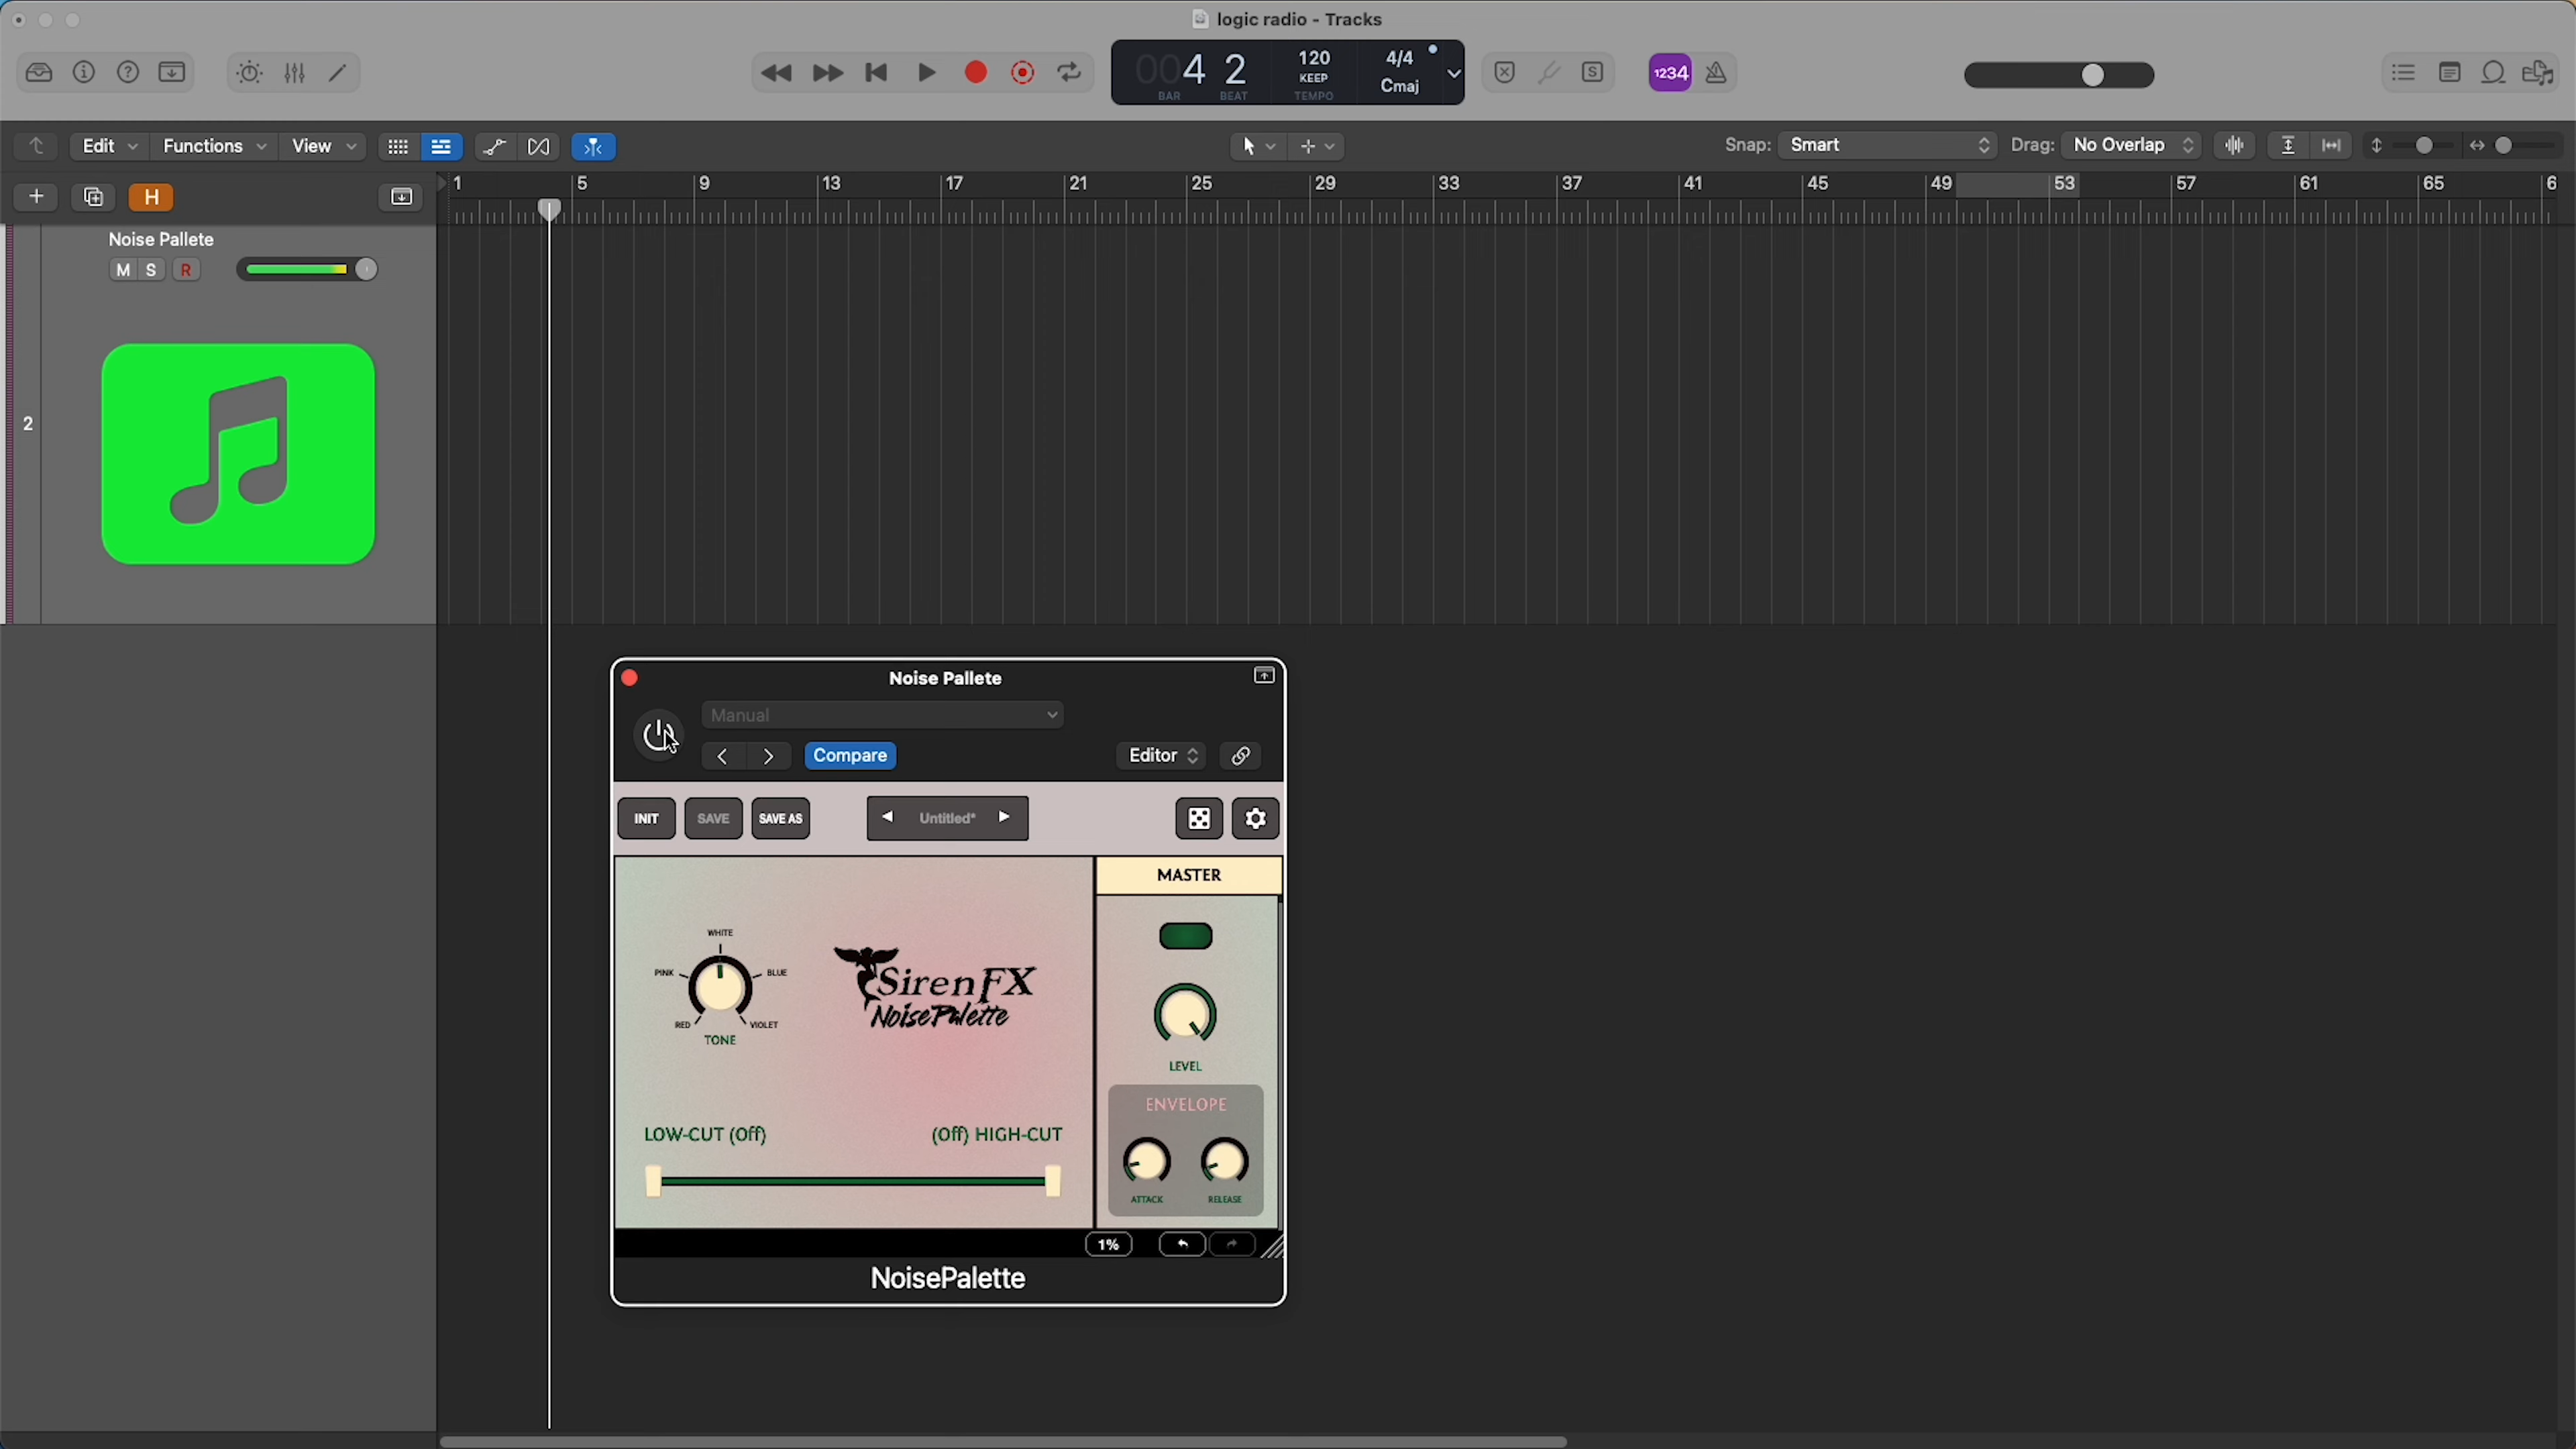 logic radio - Tracks
004 2
BAR BEAT
120
KEEP
TEMPO
4/4
Cmaj
1234
Edit Functions View
Snap: Smart Drag: No Overlap
H
1 5 9 13 17 21 25 29 33 37 41 45 49 53 57 61 65 6
Noise Pallete
M S R
2
Noise Pallete
Manual
Compare Editor
INIT SAVE SAVE AS Untitled*
MASTER
WHITE
PINK BLUE
RED VIOLET
TONE
SirenFX
NoisePalette
LEVEL
ENVELOPE
LOW-CUT (Off) (Off) HIGH-CUT
ATTACK RELEASE
1%
NoisePalette